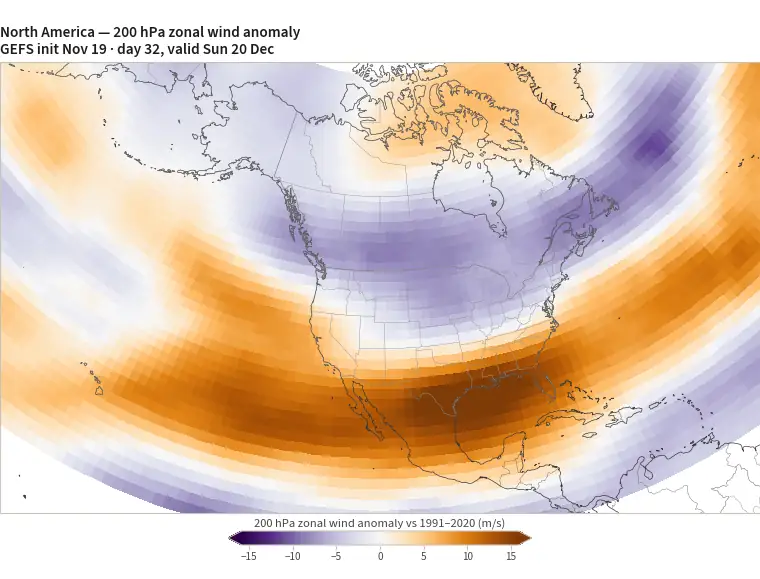 North America — 200 hPa zonal wind anomaly
GEFS init Nov 19 · day 32, valid Sun 20 Dec
200 hPa zonal wind anomaly vs 1991–2020 (m/s)
−15 −10 −5 0 5 10 15